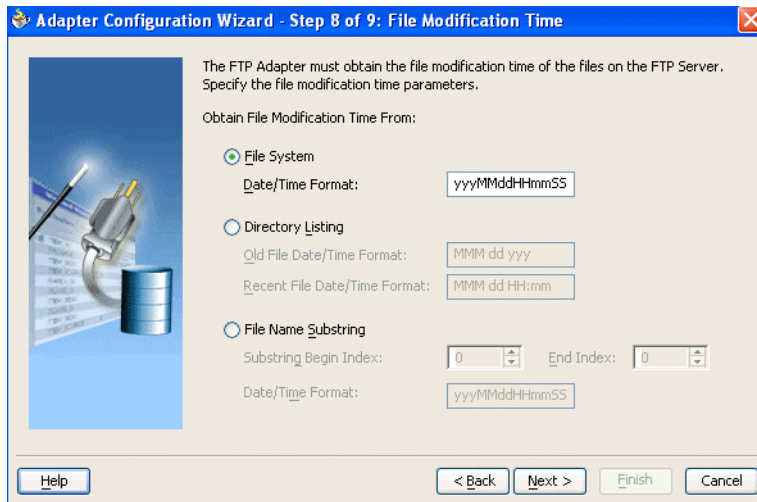 Adapter Configuration Wizard - Step 8 of 9: File Modification Time
The FTP Adapter must obtain the file modification time of the files on the FTP Server.
Specify the file modification time parameters.
Obtain File Modification Time From:
File System
Date/Time Format: yyyMMddHHmmSS
Directory Listing
Old File Date/Time Format: MMM dd yyy
Recent File Date/Time Format: MMM dd HH:mm
File Name Substring
Substring Begin Index: 0 End Index: 0
Date/Time Format: yyyMMddHHmmSS
Help < Back Next > Finish Cancel